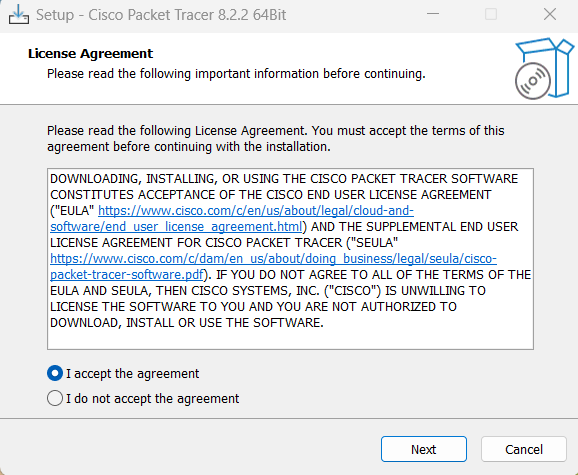 Setup - Cisco Packet Tracer 8.2.2 64Bit
License Agreement
Please read the following important information before continuing.
Please read the following License Agreement. You must accept the terms of this
agreement before continuing with the installation.
DOWNLOADING, INSTALLING, OR USING THE CISCO PACKET TRACER SOFTWARE
CONSTITUTES ACCEPTANCE OF THE CISCO END USER LICENSE AGREEMENT
("EULA" https://www.cisco.com/c/en/us/about/legal/cloud-and-
software/end_user_license_agreement.html) AND THE SUPPLEMENTAL END USER
LICENSE AGREEMENT FOR CISCO PACKET TRACER ("SEULA"
https://www.cisco.com/c/dam/en_us/about/doing_business/legal/seula/cisco-
packet-tracer-software.pdf). IF YOU DO NOT AGREE TO ALL OF THE TERMS OF THE
EULA AND SEULA, THEN CISCO SYSTEMS, INC. ("CISCO") IS UNWILLING TO
LICENSE THE SOFTWARE TO YOU AND YOU ARE NOT AUTHORIZED TO
DOWNLOAD, INSTALL OR USE THE SOFTWARE.
I accept the agreement
I do not accept the agreement
Next
Cancel